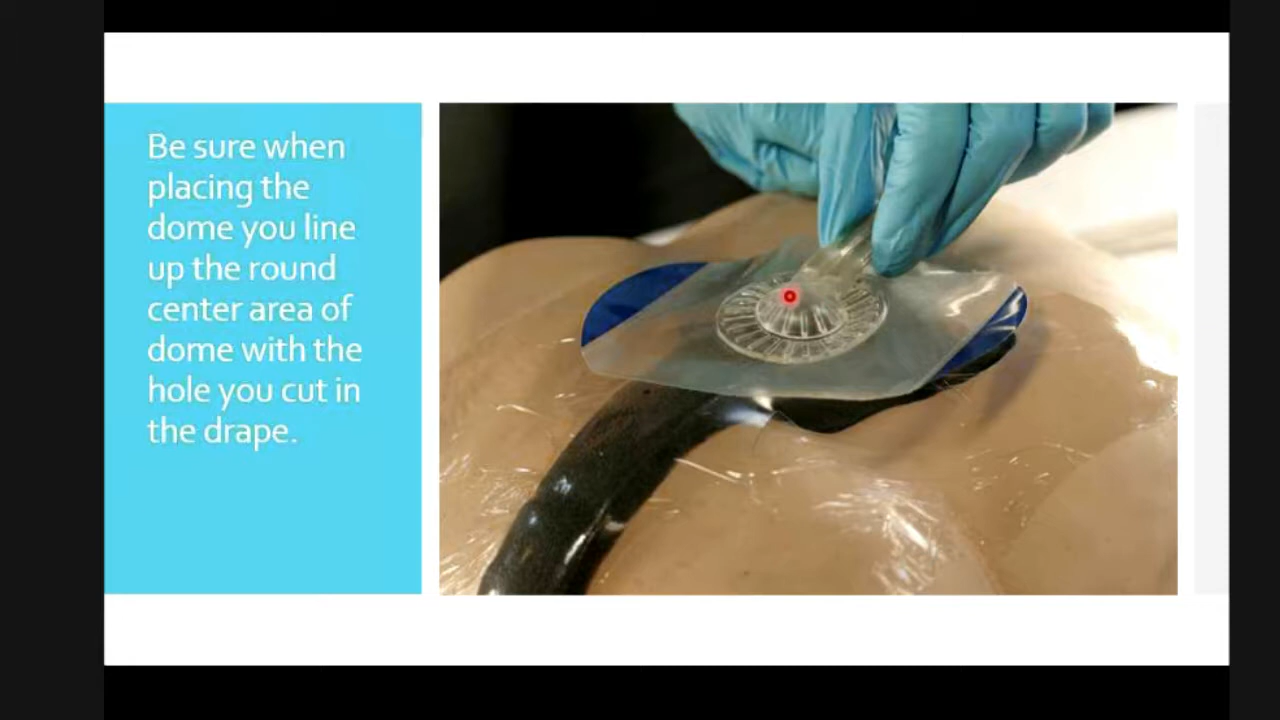 Be sure when
placing the
dome you line
up the round
center area of
dome with the
hole you cut in
the drape.